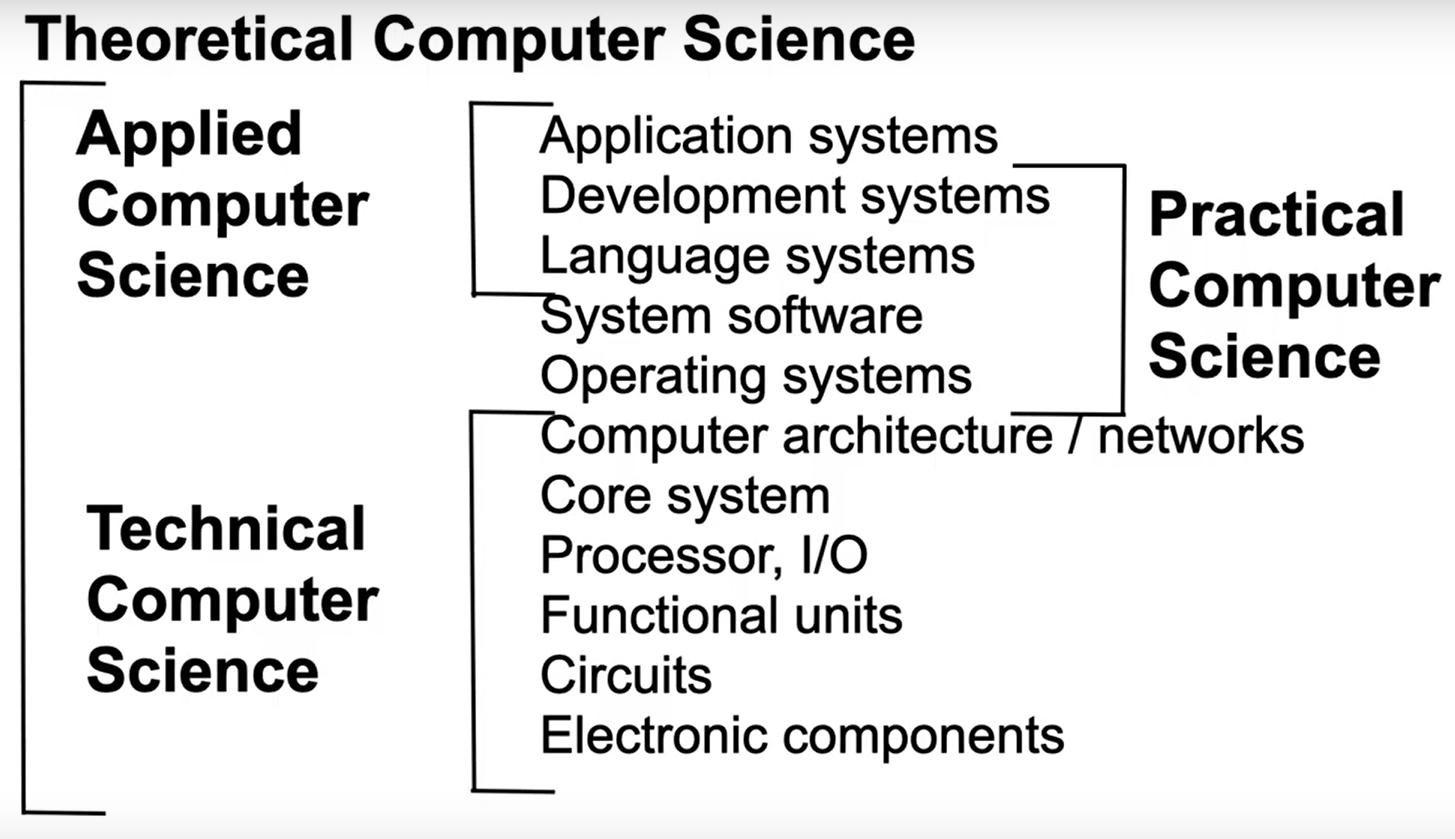 Theoretical Computer Science
Applied
Computer
Science
Application systems
Development systems
Language systems
System software
Operating systems
Practical
Computer
Science
Technical
Computer
Science
Computer architecture / networks
Core system
Processor, I/O
Functional units
Circuits
Electronic components